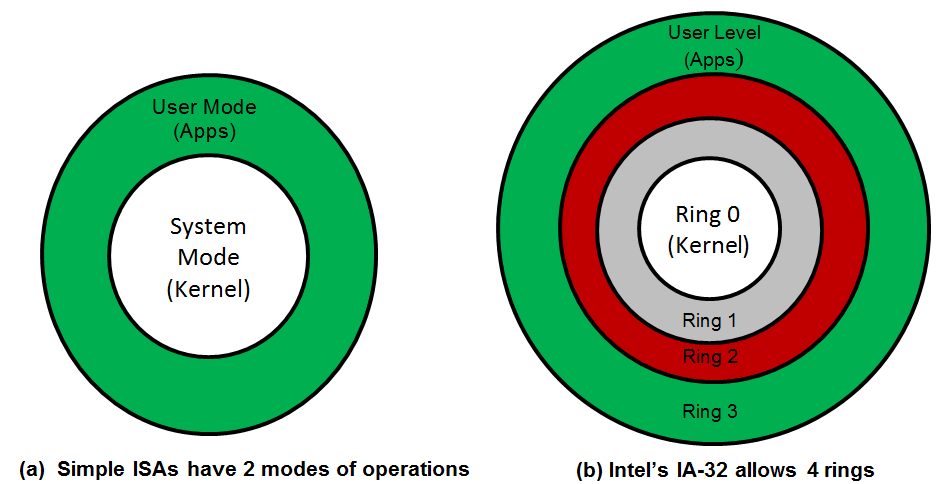 User Mode
(Apps)
System
Mode
(Kernel)
(a) Simple ISAs have 2 modes of operations
User Level
(Apps)
Ring 0
(Kernel)
Ring 1
Ring 2
Ring 3
(b) Intel's IA-32 allows 4 rings